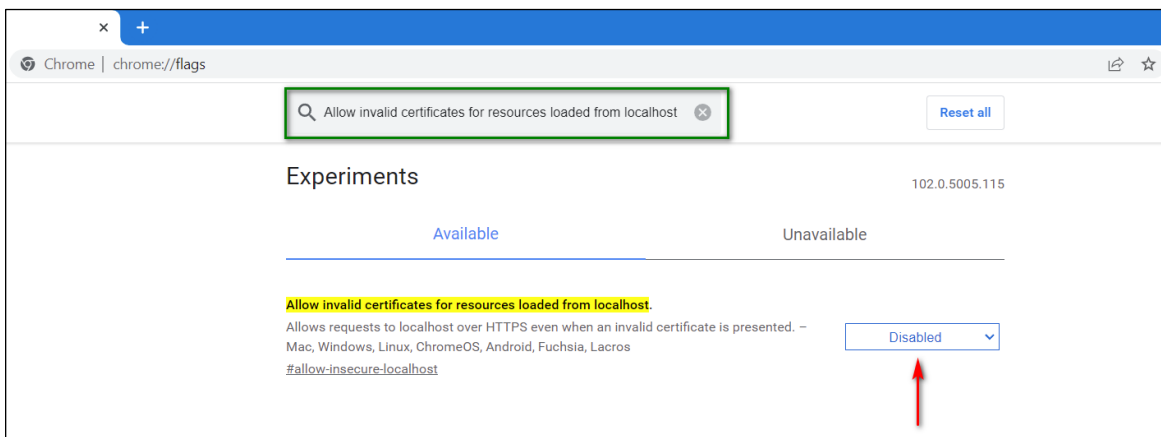 Chrome | chrome://flags
Allow invalid certificates for resources loaded from localhost
Reset all
Experiments
102.0.5005.115
Available
Unavailable
Allow invalid certificates for resources loaded from localhost.
Allows requests to localhost over HTTPS even when an invalid certificate is presented. –
Mac, Windows, Linux, ChromeOS, Android, Fuchsia, Lacros
#allow-insecure-localhost
Disabled